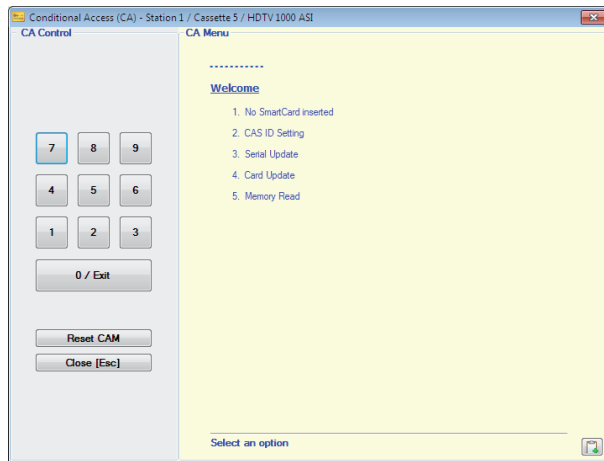 Conditional Access (CA) - Station 1 / Cassette 5 / HDTV 1000 ASI
CA Control
7 8 9
4 5 6
1 2 3
0 / Exit
Reset CAM
Close [Esc]
CA Menu
-----------
Welcome
1. No SmartCard inserted
2. CAS ID Setting
3. Serial Update
4. Card Update
5. Memory Read
Select an option